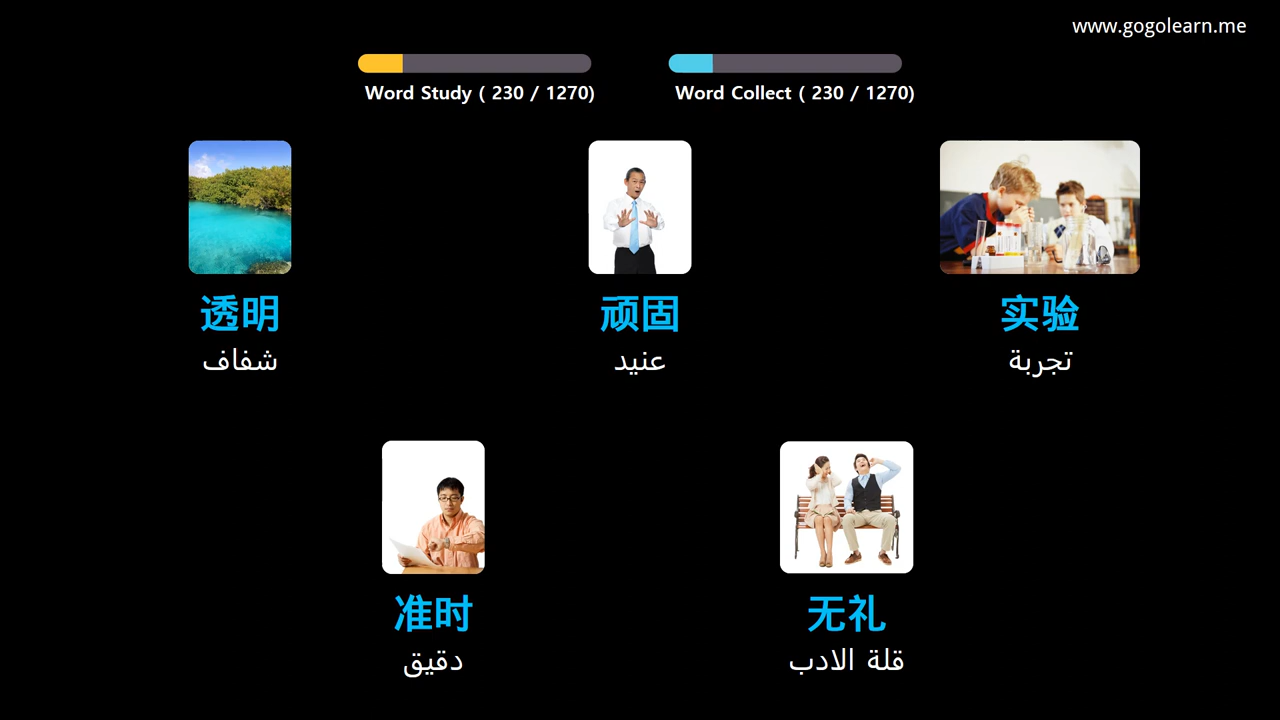 www.gogolearn.me
Word Study ( 230 / 1270)
Word Collect ( 230 / 1270)
透明
شفاف
顽固
عنيد
实验
تجربة
准时
دقيق
无礼
قلة الادب